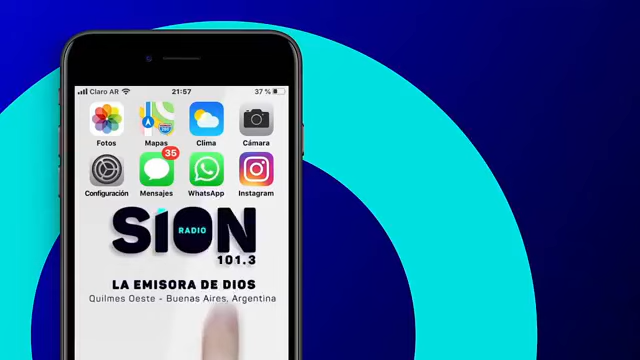 Claro AR 21:57 37 %
Fotos Mapas Clima Cámara
35
Configuración Mensajes WhatsApp Instagram
SION
RADIO
101.3
LA EMISORA DE DIOS
Quilmes Oeste - Buenos Aires, Argentina